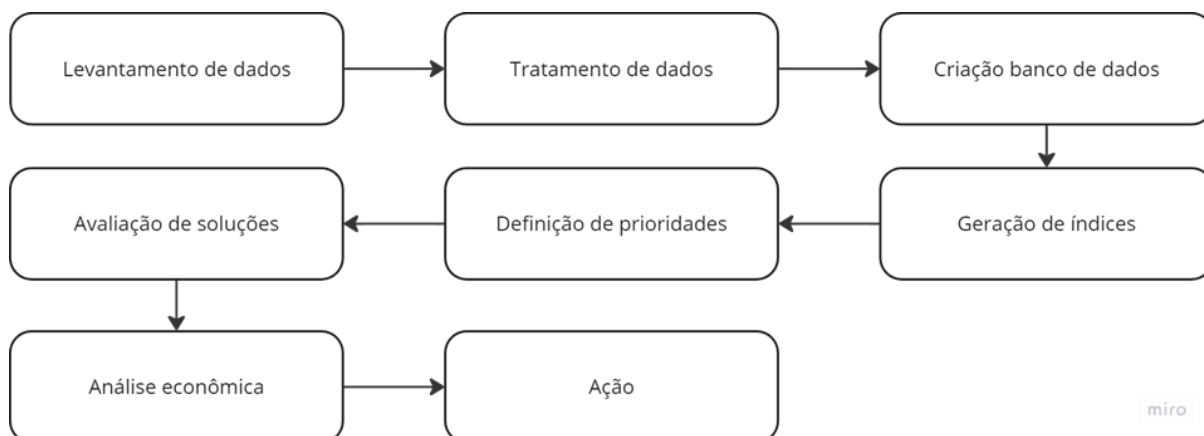 Levantamento de dados
Tratamento de dados
Criação banco de dados
Avaliação de soluções
Definição de prioridades
Geração de índices
Análise econômica
Ação
miro